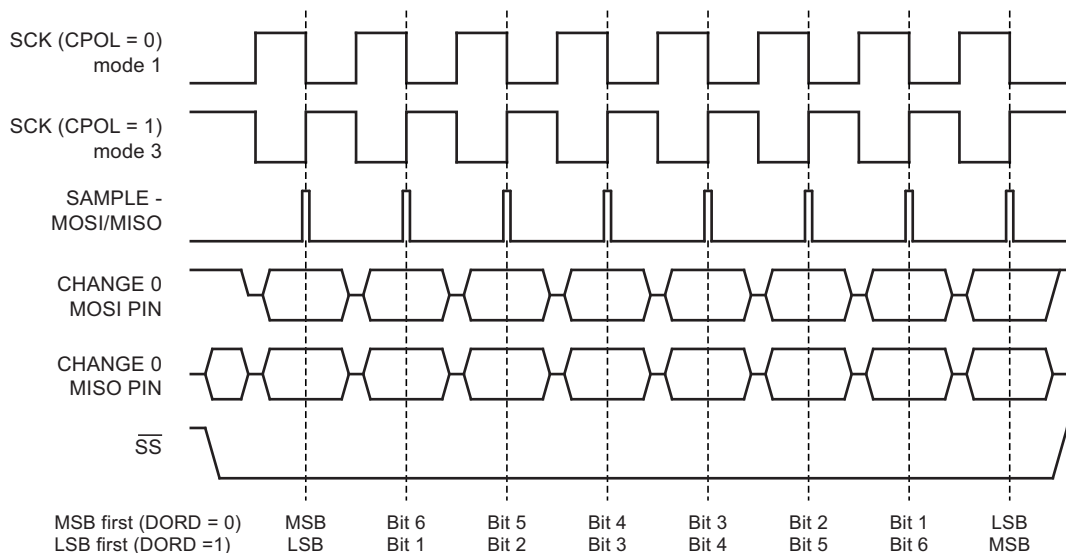 SCK (CPOL = 0)
mode 1
SCK (CPOL = 1)
mode 3
SAMPLE -
MOSI/MISO
CHANGE 0
MOSI PIN
CHANGE 0
MISO PIN
SS
MSB first (DORD = 0) MSB Bit 6 Bit 5 Bit 4 Bit 3 Bit 2 Bit 1 LSB
LSB first (DORD =1) LSB Bit 1 Bit 2 Bit 3 Bit 4 Bit 5 Bit 6 MSB